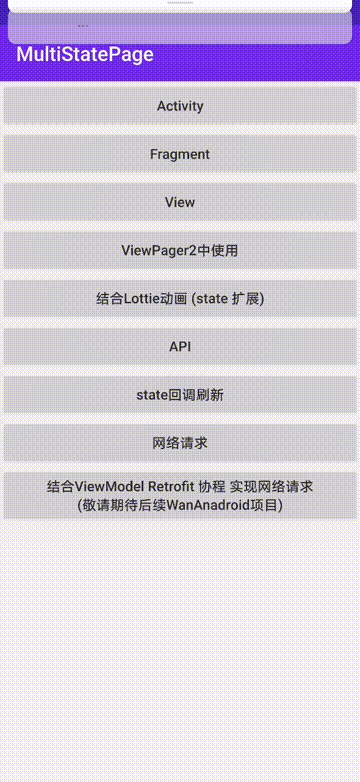 ...
MultiStatePage
Activity
Fragment
View
ViewPager2中使用
结合Lottie动画 (state 扩展)
API
state回调刷新
网络请求
结合ViewModel Retrofit 协程 实现网络请求
(敬请期待后续WanAnadroid项目)